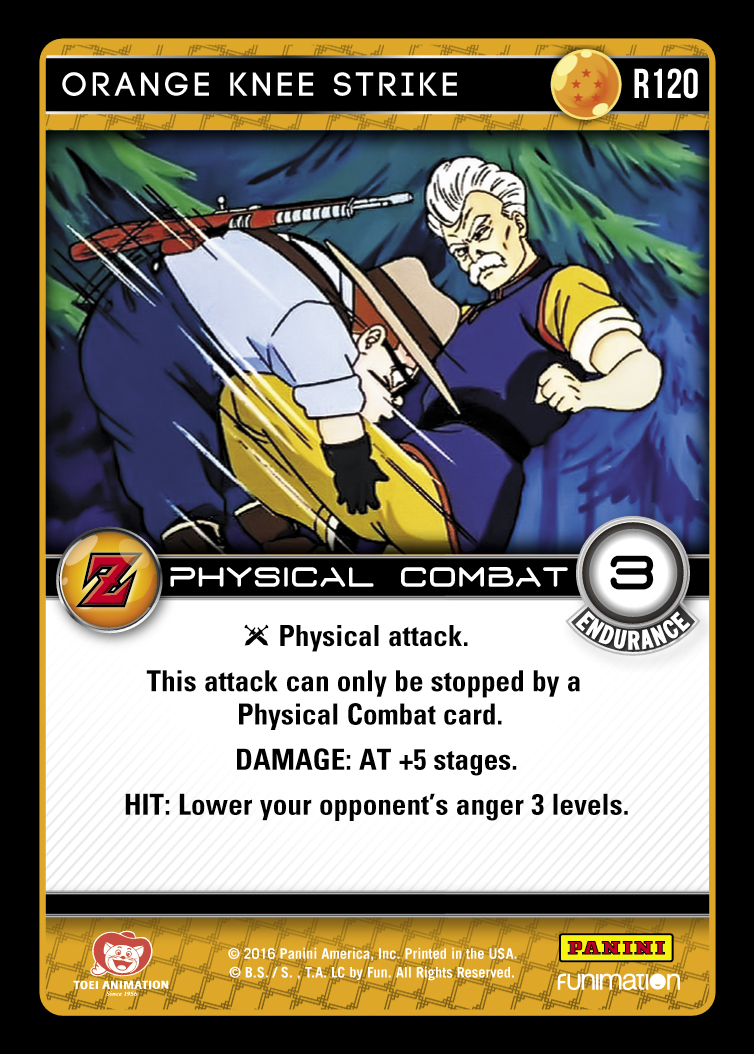 ORANGE KNEE STRIKE R120
Z PHYSICAL COMBAT 3
ENDURANCE
Physical attack.
This attack can only be stopped by a
Physical Combat card.
DAMAGE: AT +5 stages.
HIT: Lower your opponent's anger 3 levels.
TOEI ANIMATION
Since 1956
© 2016 Panini America, Inc. Printed in the USA.
© B.S. / S. , T.A. LC by Fun. All Rights Reserved.
PANINI
FUNIMATION